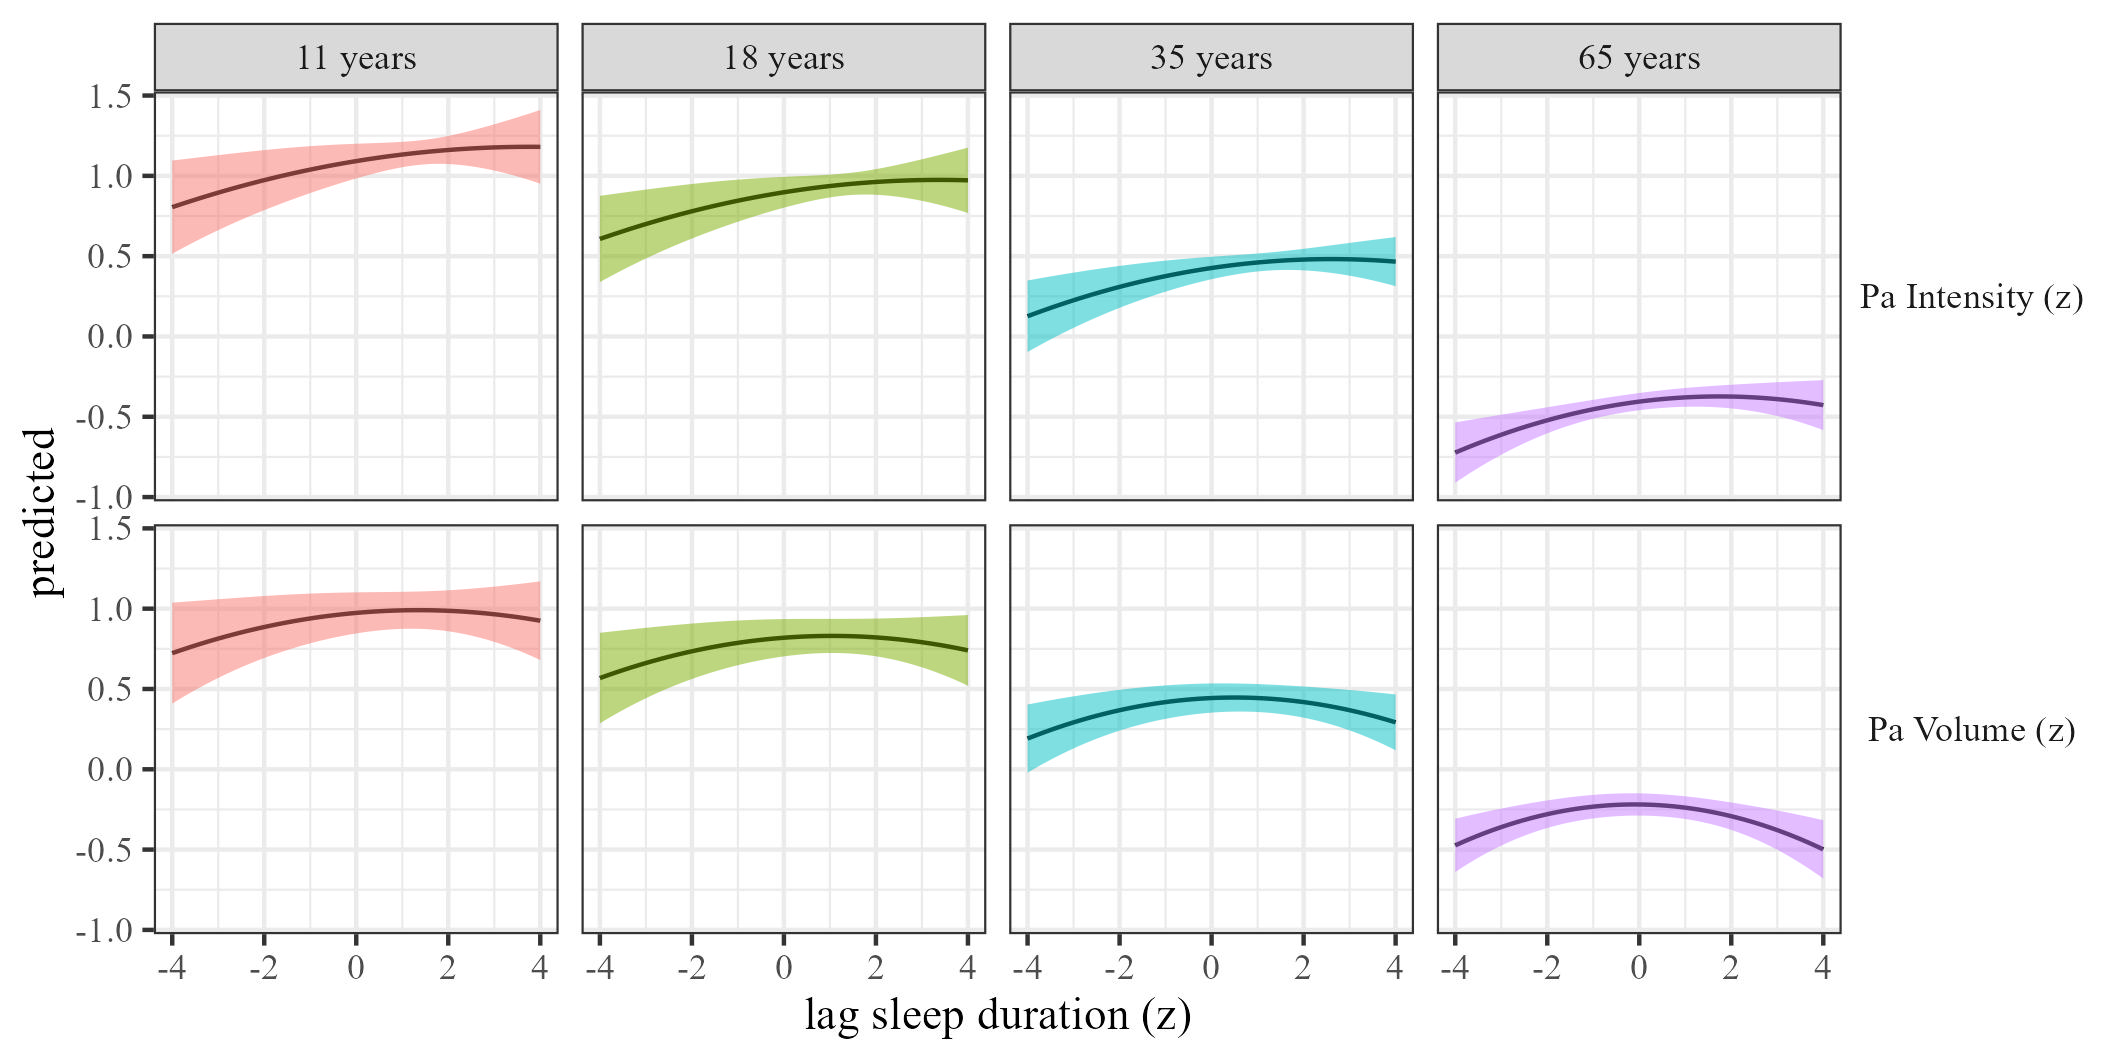 11 years
18 years
35 years
65 years
1.5
1.0
0.5
0.0
-0.5
-1.0
Pa Intensity (z)
predicted
1.5
1.0
0.5
0.0
-0.5
-1.0
Pa Volume (z)
-4 -2 0 2 4
-4 -2 0 2 4
-4 -2 0 2 4
-4 -2 0 2 4
lag sleep duration (z)